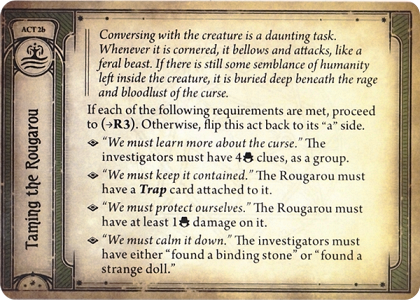 ACT 2b
Taming the Rougarou
Conversing with the creature is a daunting task.
Whenever it is cornered, it bellows and attacks, like a
feral beast. If there is still some semblance of humanity
left inside the creature, it is buried deep beneath the rage
and bloodlust of the curse.
If each of the following requirements are met, proceed
to (→R3). Otherwise, flip this act back to its "a" side.
"We must learn more about the curse." The
investigators must have 4 clues, as a group.
"We must keep it contained." The Rougarou must
have a Trap card attached to it.
"We must protect ourselves." The Rougarou must
have at least 1 damage on it.
"We must calm it down." The investigators must
have either "found a binding stone" or "found a
strange doll."